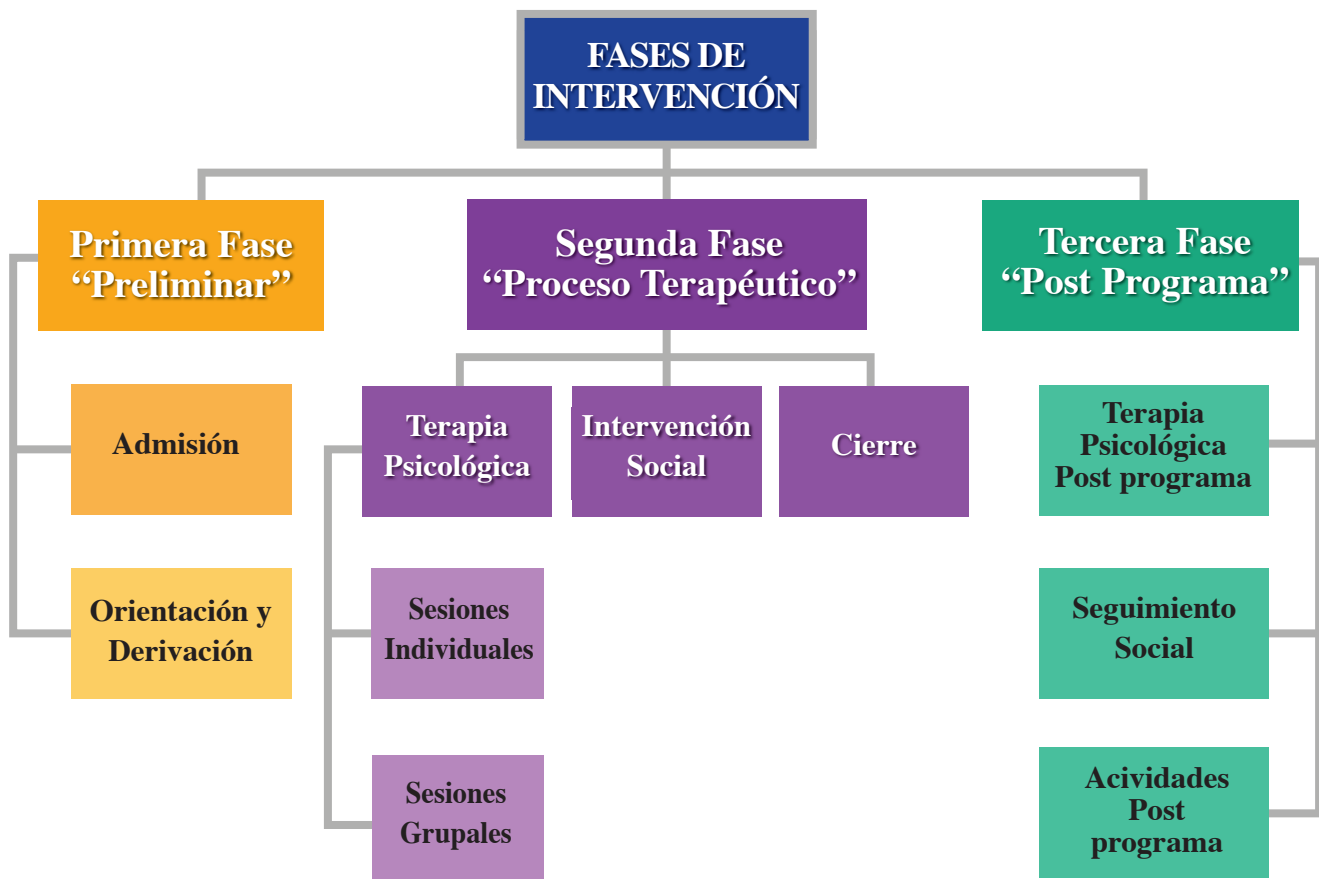 FASES DE
INTERVENCIÓN
Primera Fase
“Preliminar”
Admisión
Orientación y
Derivación
Segunda Fase
“Proceso Terapéutico”
Terapia
Psicológica
Sesiones
Individuales
Sesiones
Grupales
Intervención
Social
Cierre
Tercera Fase
“Post Programa”
Terapia
Psicológica
Post programa
Seguimiento
Social
Acividades
Post
programa